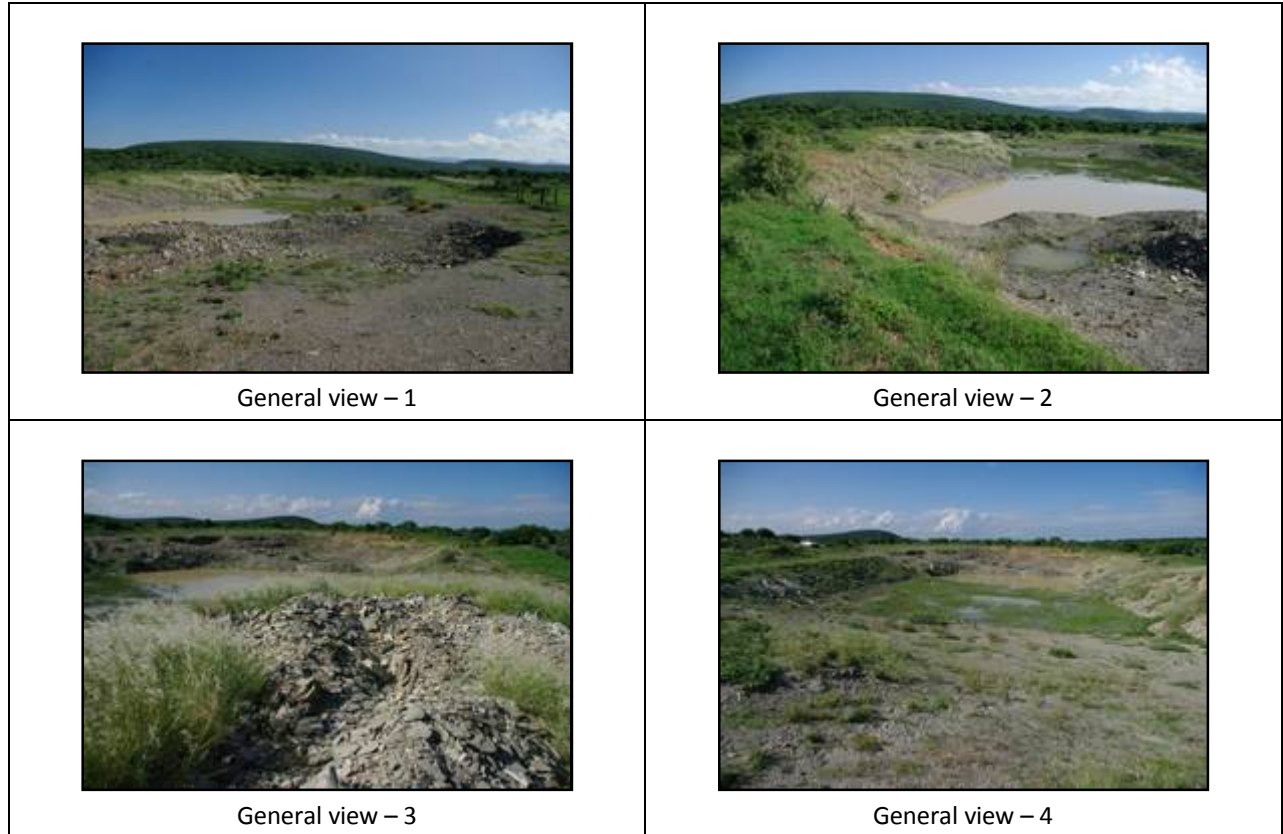 General view – 1
General view – 2
General view – 3
General view – 4